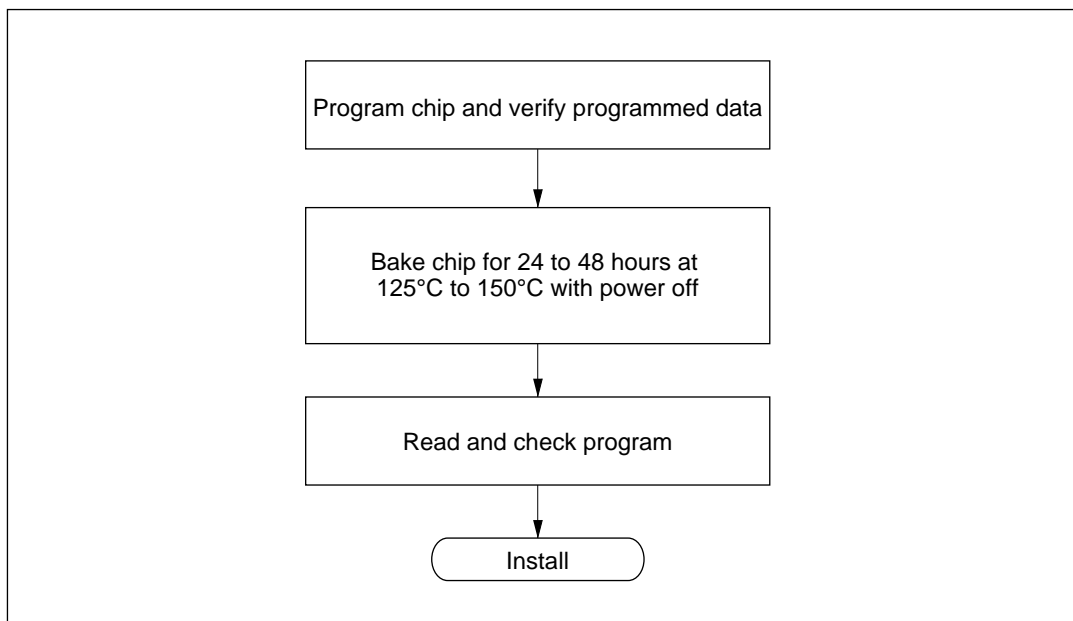 Program chip and verify programmed data
Bake chip for 24 to 48 hours at
125°C to 150°C with power off
Read and check program
Install